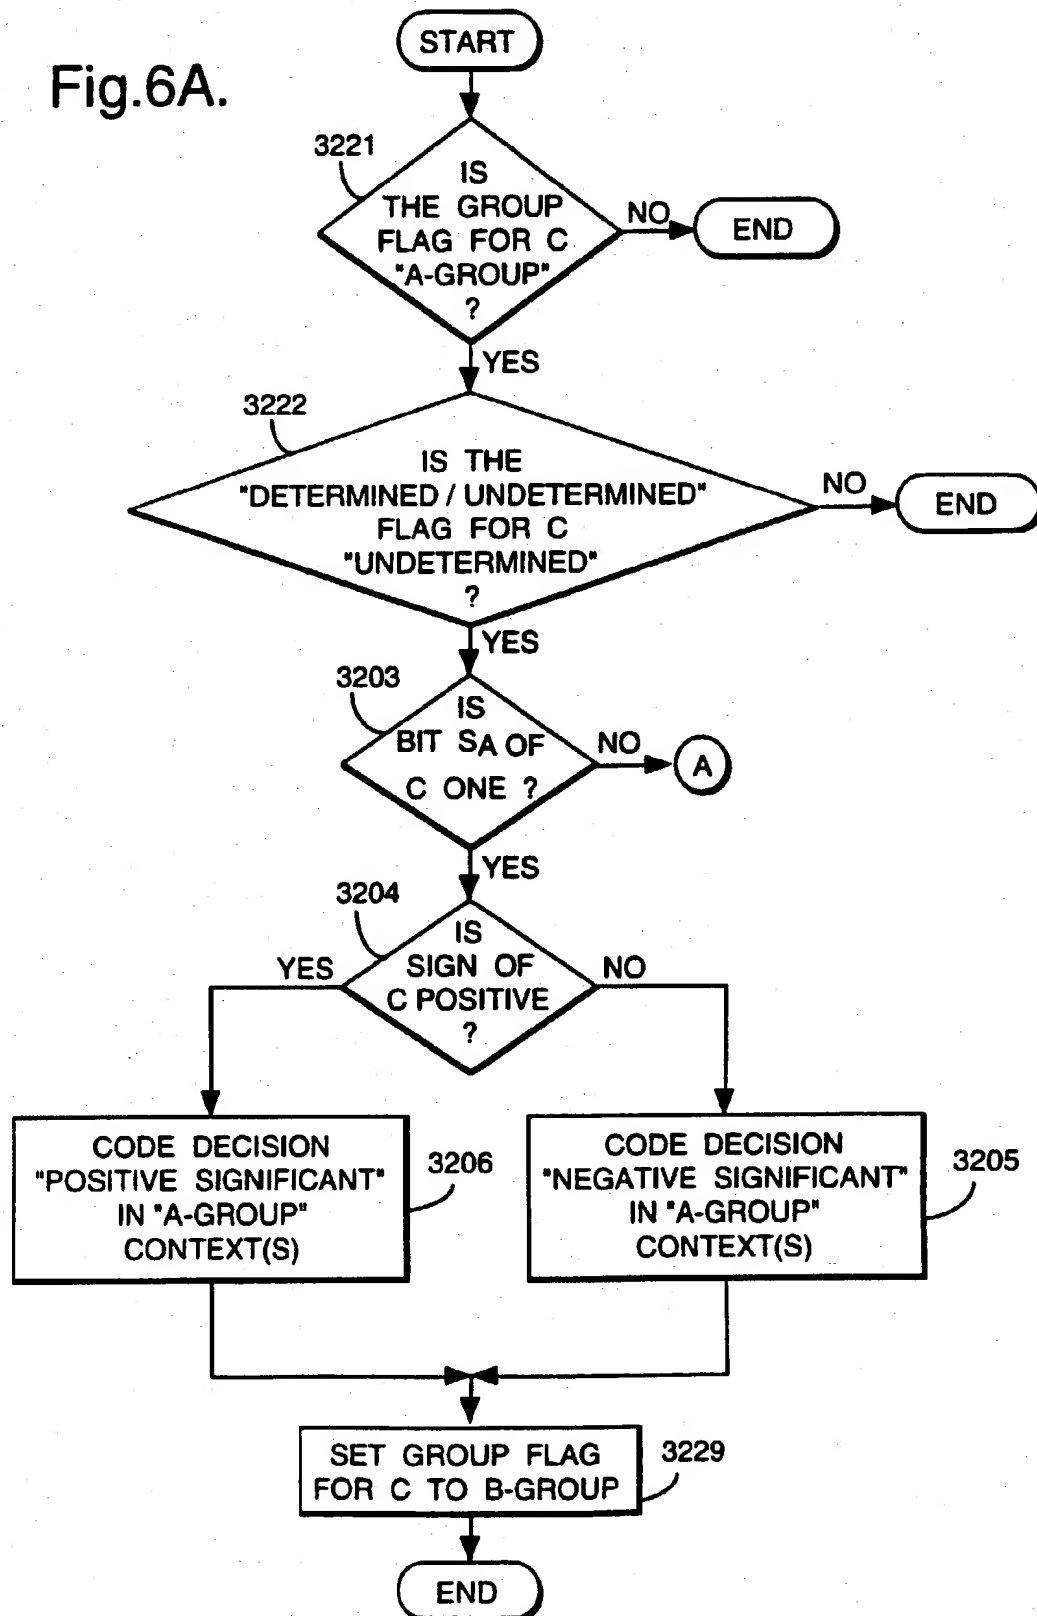 START
Fig.6A.
3221
IS
THE GROUP
FLAG FOR C
"A-GROUP"
?
NO
END
YES
3222
IS THE
"DETERMINED / UNDETERMINED"
FLAG FOR C
"UNDETERMINED"
?
NO
END
YES
3203
IS
BIT SA OF
C ONE ?
NO
A
YES
3204
IS
SIGN OF
C POSITIVE
?
YES
NO
CODE DECISION
"POSITIVE SIGNIFICANT"
IN "A-GROUP"
CONTEXT(S)
3206
CODE DECISION
"NEGATIVE SIGNIFICANT"
IN "A-GROUP"
CONTEXT(S)
3205
SET GROUP FLAG
FOR C TO B-GROUP
3229
END